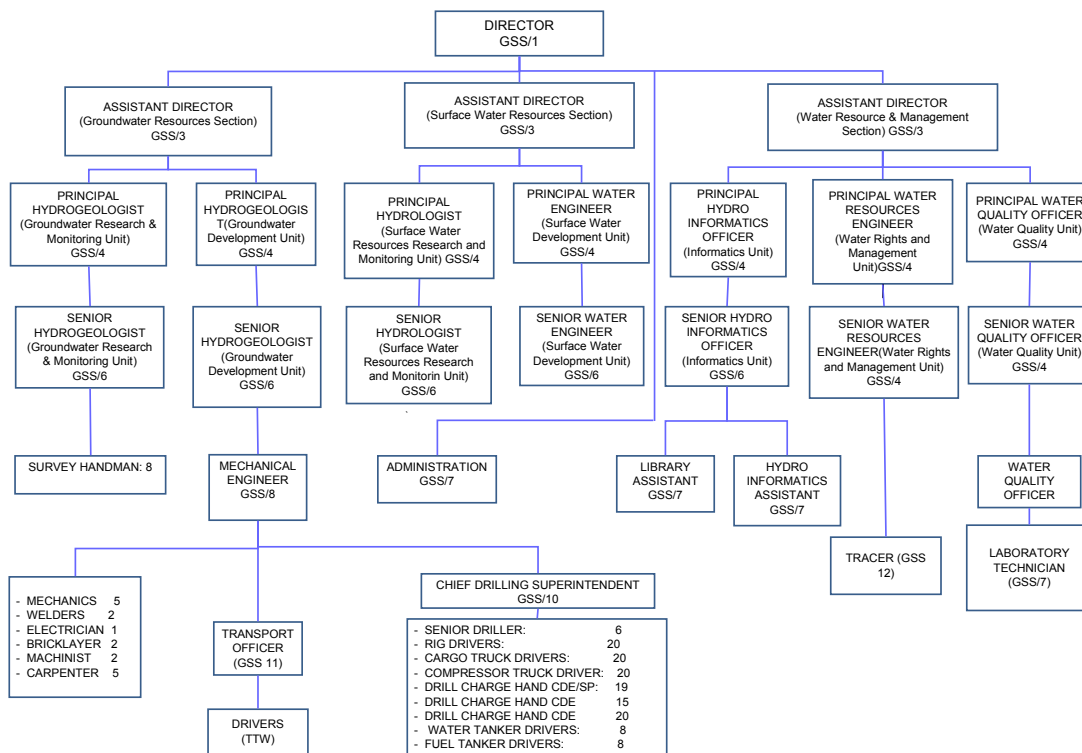 DIRECTOR
GSS/1
ASSISTANT DIRECTOR
(Groundwater Resources Section)
GSS/3
ASSISTANT DIRECTOR
(Surface Water Resources Section)
GSS/3
ASSISTANT DIRECTOR
(Water Resource & Management
Section) GSS/3
PRINCIPAL
HYDROGEOLOGIST
(Groundwater Research &
Monitoring Unit)
GSS/4
PRINCIPAL
HYDROGEOLOGIS
T(Groundwater
Development Unit)
GSS/4
PRINCIPAL
HYDROLOGIST
(Surface Water
Resources Research and
Monitoring Unit) GSS/4
PRINCIPAL WATER
ENGINEER
(Surface Water
Development Unit)
GSS/4
PRINCIPAL
HYDRO
INFORMATICS
OFFICER
(Informatics Unit)
GSS/4
PRINCIPAL WATER
RESOURCES
ENGINEER
(Water Rights and
Management
Unit)GSS/4
PRINCIPAL WATER
QUALITY OFFICER
(Water Quality Unit)
GSS/4
SENIOR
HYDROGEOLOGIST
(Groundwater Research
& Monitoring Unit)
GSS/6
SENIOR
HYDROGEOLOGIST
(Groundwater
Development Unit)
GSS/6
SENIOR
HYDROLOGIST
(Surface Water
Resources Research
and Monitorin Unit)
GSS/6
SENIOR WATER
ENGINEER
(Surface Water
Development Unit)
GSS/6
SENIOR HYDRO
INFORMATICS
OFFICER
(Informatics Unit)
GSS/6
SENIOR WATER
RESOURCES
ENGINEER(Water Rights
and Management Unit)
GSS/4
SENIOR WATER
QUALITY OFFICER
(Water Quality Unit)
GSS/4
SURVEY HANDMAN: 8
MECHANICAL
ENGINEER
GSS/8
ADMINISTRATION
GSS/7
LIBRARY
ASSISTANT
GSS/7
HYDRO
INFORMATICS
ASSISTANT
GSS/7
WATER
QUALITY
OFFICER
TRACER (GSS
12)
LABORATORY
TECHNICIAN
(GSS/7)
- MECHANICS 5
- WELDERS 2
- ELECTRICIAN 1
- BRICKLAYER 2
- MACHINIST 2
- CARPENTER 5
TRANSPORT
OFFICER
(GSS 11)
DRIVERS
(TTW)
CHIEF DRILLING SUPERINTENDENT
GSS/10
- SENIOR DRILLER: 6
- RIG DRIVERS: 20
- CARGO TRUCK DRIVERS: 20
- COMPRESSOR TRUCK DRIVER: 20
- DRILL CHARGE HAND CDE/SP: 19
- DRILL CHARGE HAND CDE 15
- DRILL CHARGE HAND CDE 20
- WATER TANKER DRIVERS: 8
- FUEL TANKER DRIVERS: 8